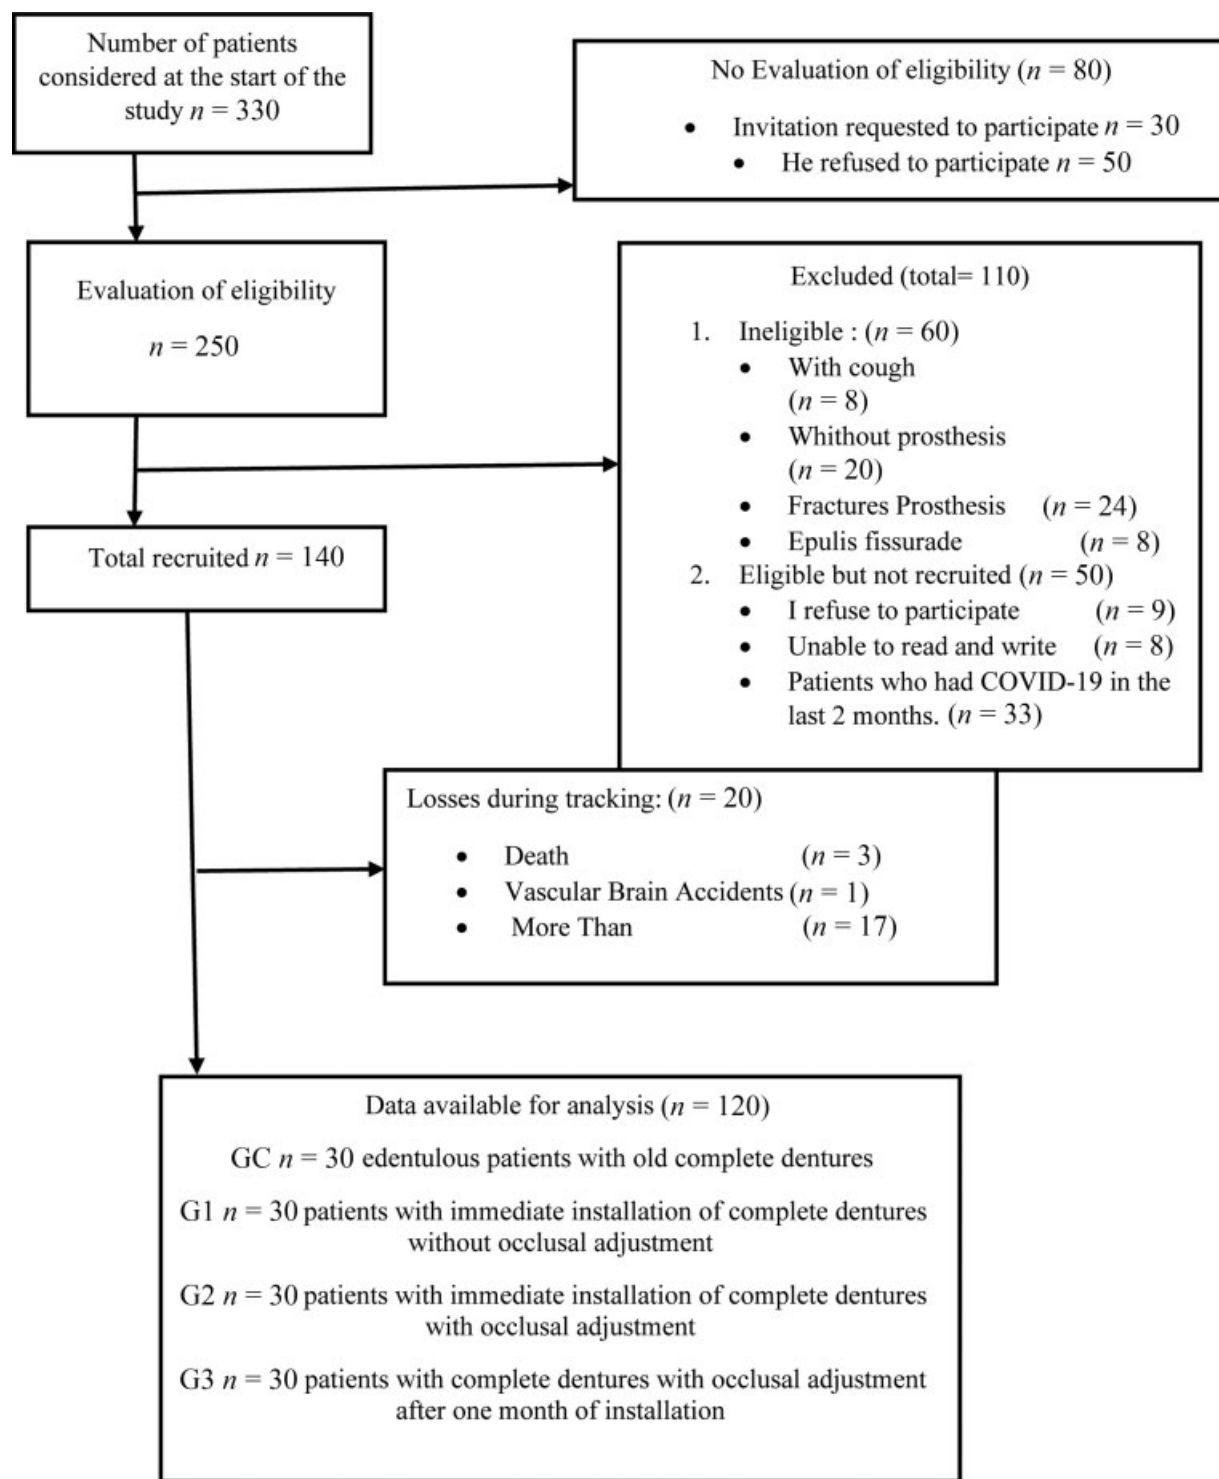 Number of patients
considered at the start of the
study n = 330
No Evaluation of eligibility (n = 80)
• Invitation requested to participate n = 30
• He refused to participate n = 50
Evaluation of eligibility
n = 250
Excluded (total= 110)
1. Ineligible : (n = 60)
• With cough
(n = 8)
• Whithout prosthesis
(n = 20)
• Fractures Prosthesis (n = 24)
• Epulis fissurade (n = 8)
2. Eligible but not recruited (n = 50)
• I refuse to participate (n = 9)
• Unable to read and write (n = 8)
• Patients who had COVID-19 in the
last 2 months. (n = 33)
Total recruited n = 140
Losses during tracking: (n = 20)
• Death (n = 3)
• Vascular Brain Accidents (n = 1)
• More Than (n = 17)
Data available for analysis (n = 120)
GC n = 30 edentulous patients with old complete dentures
G1 n = 30 patients with immediate installation of complete dentures
without occlusal adjustment
G2 n = 30 patients with immediate installation of complete dentures
with occlusal adjustment
G3 n = 30 patients with complete dentures with occlusal adjustment
after one month of installation